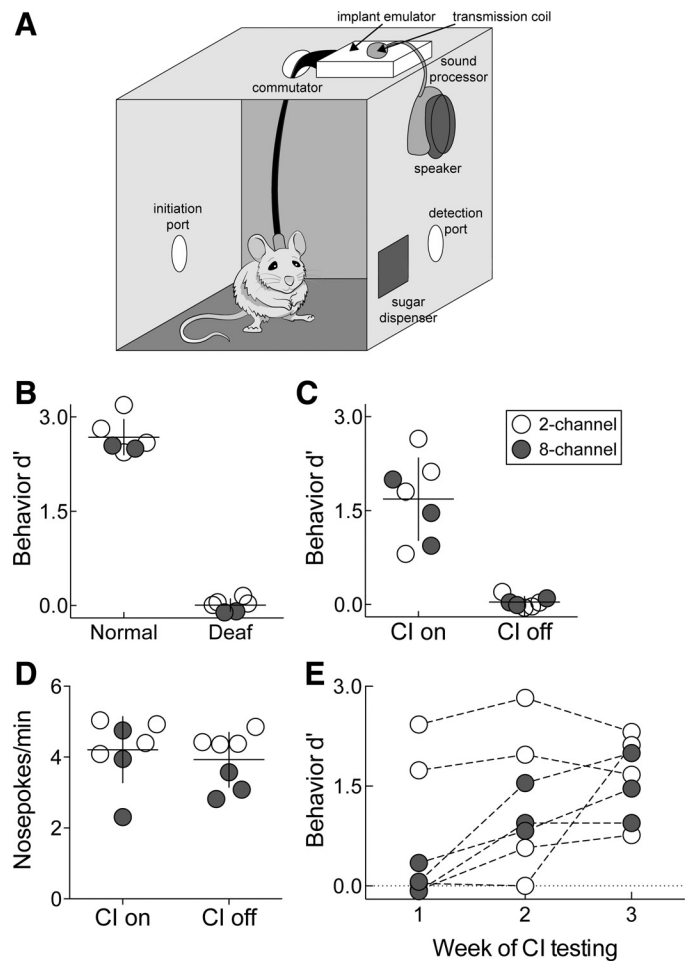 A
implant emulator
transmission coil
commutator
sound
processor
speaker
initiation
port
detection
port
sugar
dispenser
B
Behavior d'
3.0
1.5
0.0
Normal
Deaf
C
Behavior d'
3.0
1.5
0.0
CI on
CI off
2-channel
8-channel
D
Nosepokes/min
6
4
2
0
CI on
CI off
E
Behavior d'
3.0
1.5
0.0
1
2
3
Week of CI testing